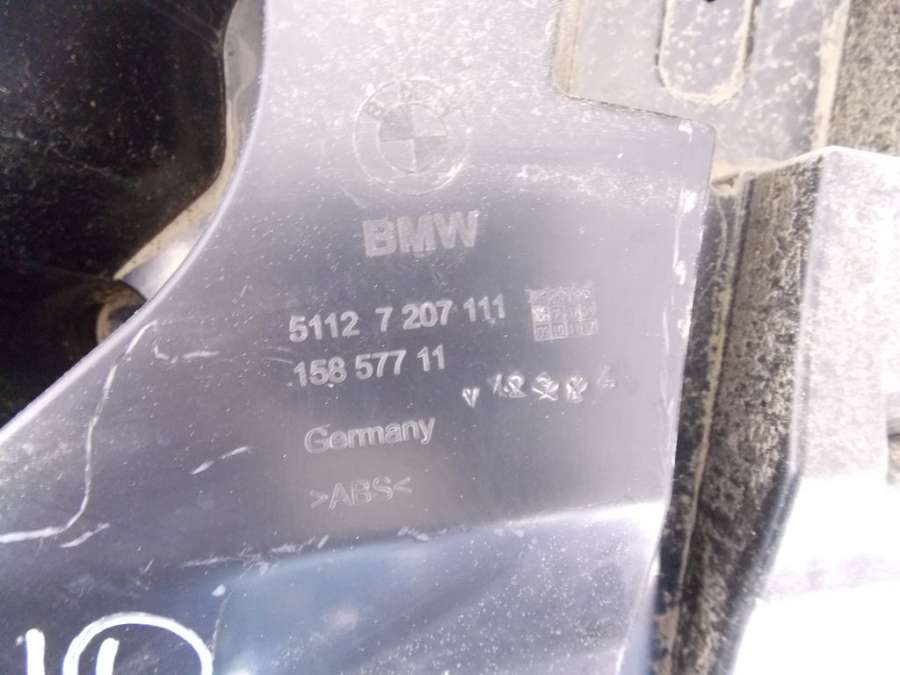 BMW
5112 7 207 111
158 577 11
Germany
>ABS<